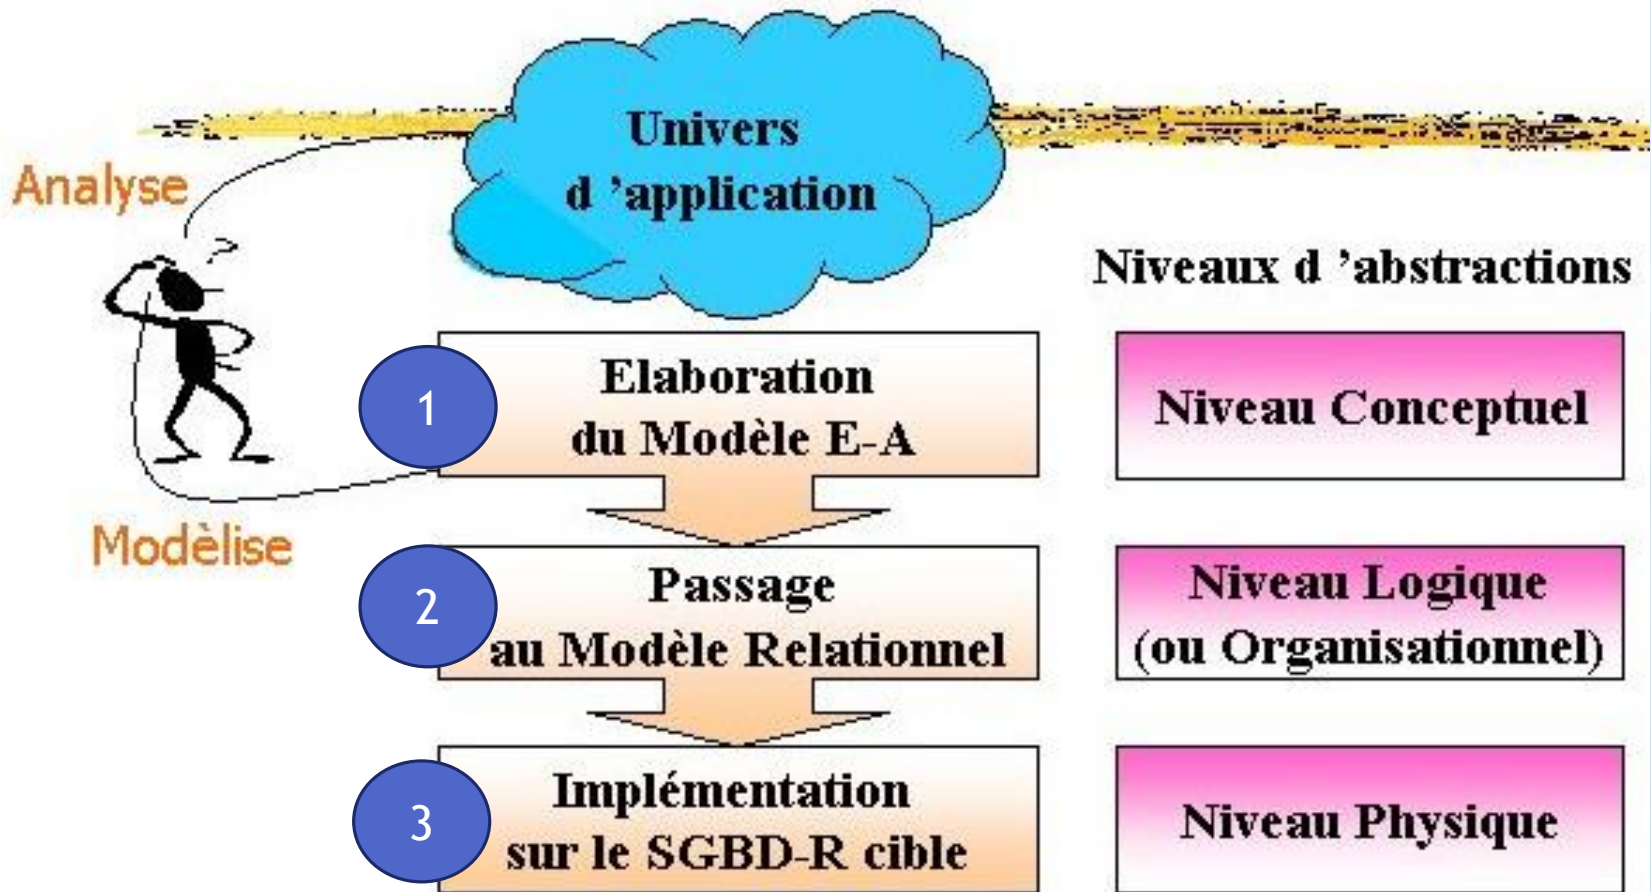 Univers
d ’application
Analyse
Niveaux d ’abstractions
1
Elaboration
du Modèle E-A
Niveau Conceptuel
Modèlise
2
Passage
au Modèle Relationnel
Niveau Logique
(ou Organisationnel)
3
Implémentation
sur le SGBD-R cible
Niveau Physique